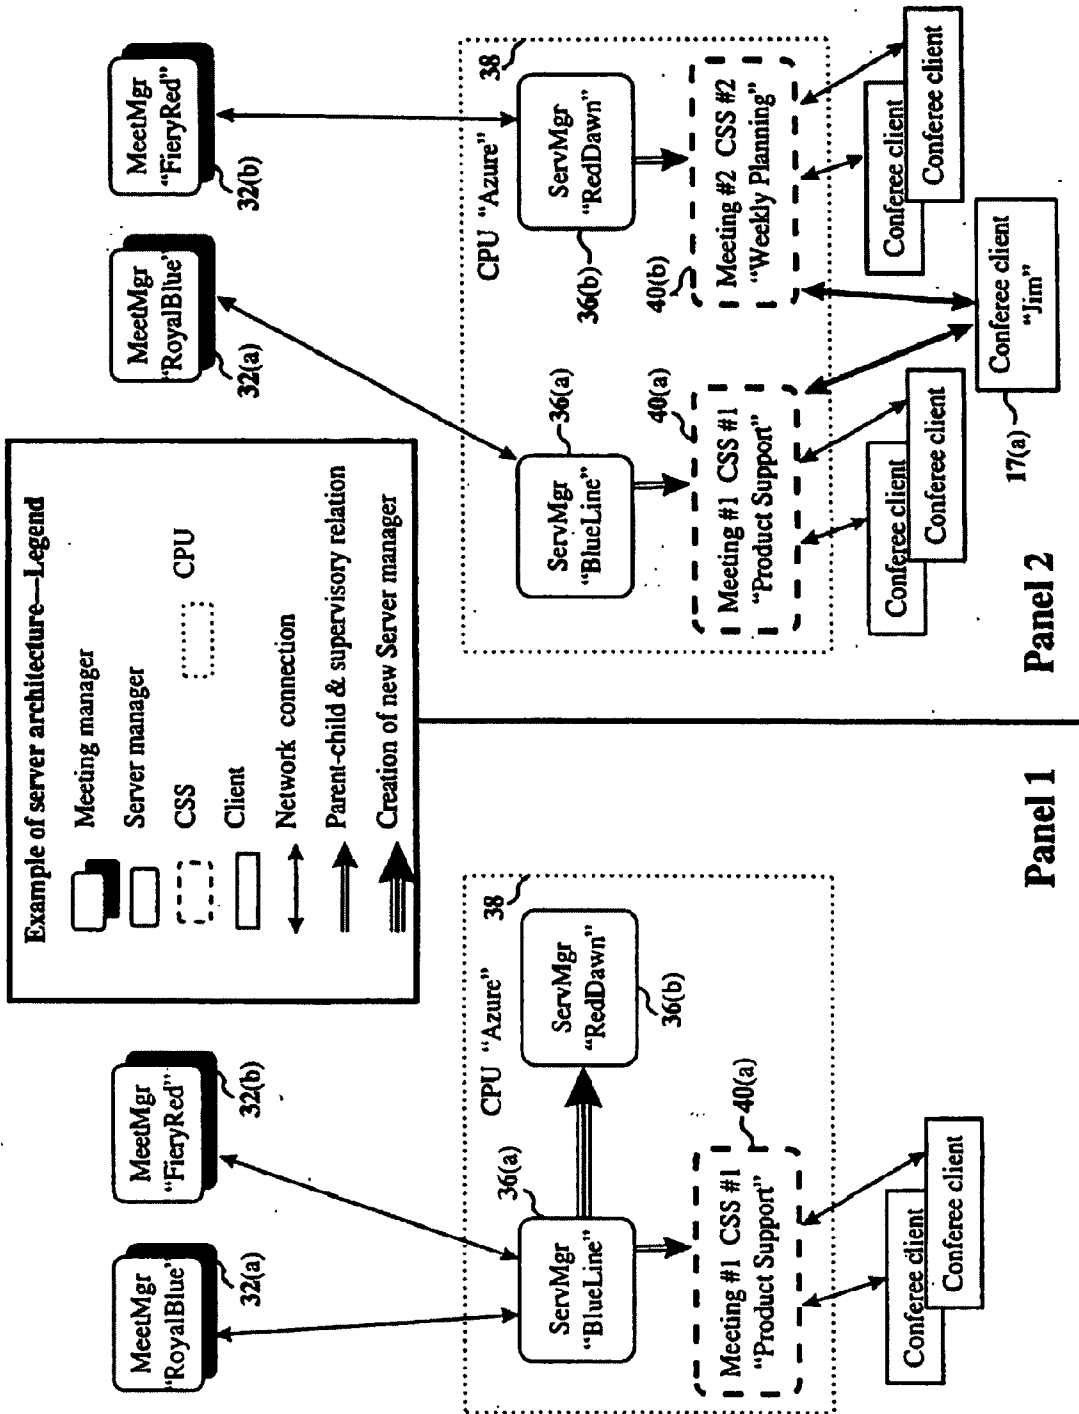 Example of server architecture—Legend
Meeting manager
Server manager
CSS
CPU
Client
Network connection
Parent-child & supervisory relation
Creation of new Server manager
MeetMgr
"RoyalBlue"
32(a)
MeetMgr
"FieryRed"
32(b)
38
CPU "Azure"
36(a)
ServMgr
"BlueLine"
ServMgr
"RedDawn"
36(b)
Meeting #1 CSS #1
"Product Support"
40(a)
Conferee client
Conferee client
Panel 1
MeetMgr
"RoyalBlue"
32(a)
MeetMgr
"FieryRed"
32(b)
38
CPU "Azure"
ServMgr
"BlueLine"
36(a)
ServMgr
"RedDawn"
36(b)
Meeting #1 CSS #1
"Product Support"
40(a)
Meeting #2 CSS #2
"Weekly Planning"
40(b)
Conferee client
Conferee client
Conferee client
Conferee client
Conferee client
"Jim"
17(a)
Panel 2